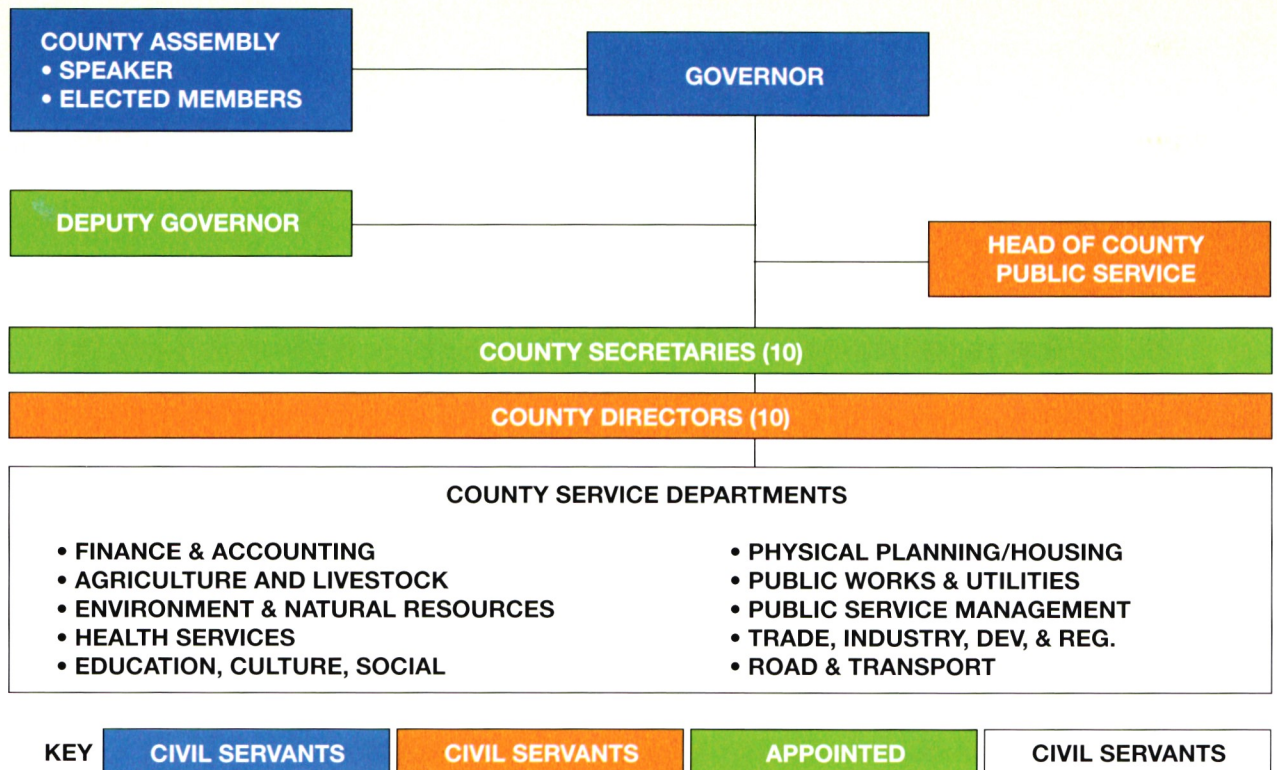 COUNTY ASSEMBLY
• SPEAKER
• ELECTED MEMBERS
GOVERNOR
DEPUTY GOVERNOR
HEAD OF COUNTY
PUBLIC SERVICE
COUNTY SECRETARIES (10)
COUNTY DIRECTORS (10)
COUNTY SERVICE DEPARTMENTS
• FINANCE & ACCOUNTING
• AGRICULTURE AND LIVESTOCK
• ENVIRONMENT & NATURAL RESOURCES
• HEALTH SERVICES
• EDUCATION, CULTURE, SOCIAL
• PHYSICAL PLANNING/HOUSING
• PUBLIC WORKS & UTILITIES
• PUBLIC SERVICE MANAGEMENT
• TRADE, INDUSTRY, DEV, & REG.
• ROAD & TRANSPORT
KEY
CIVIL SERVANTS
CIVIL SERVANTS
APPOINTED
CIVIL SERVANTS